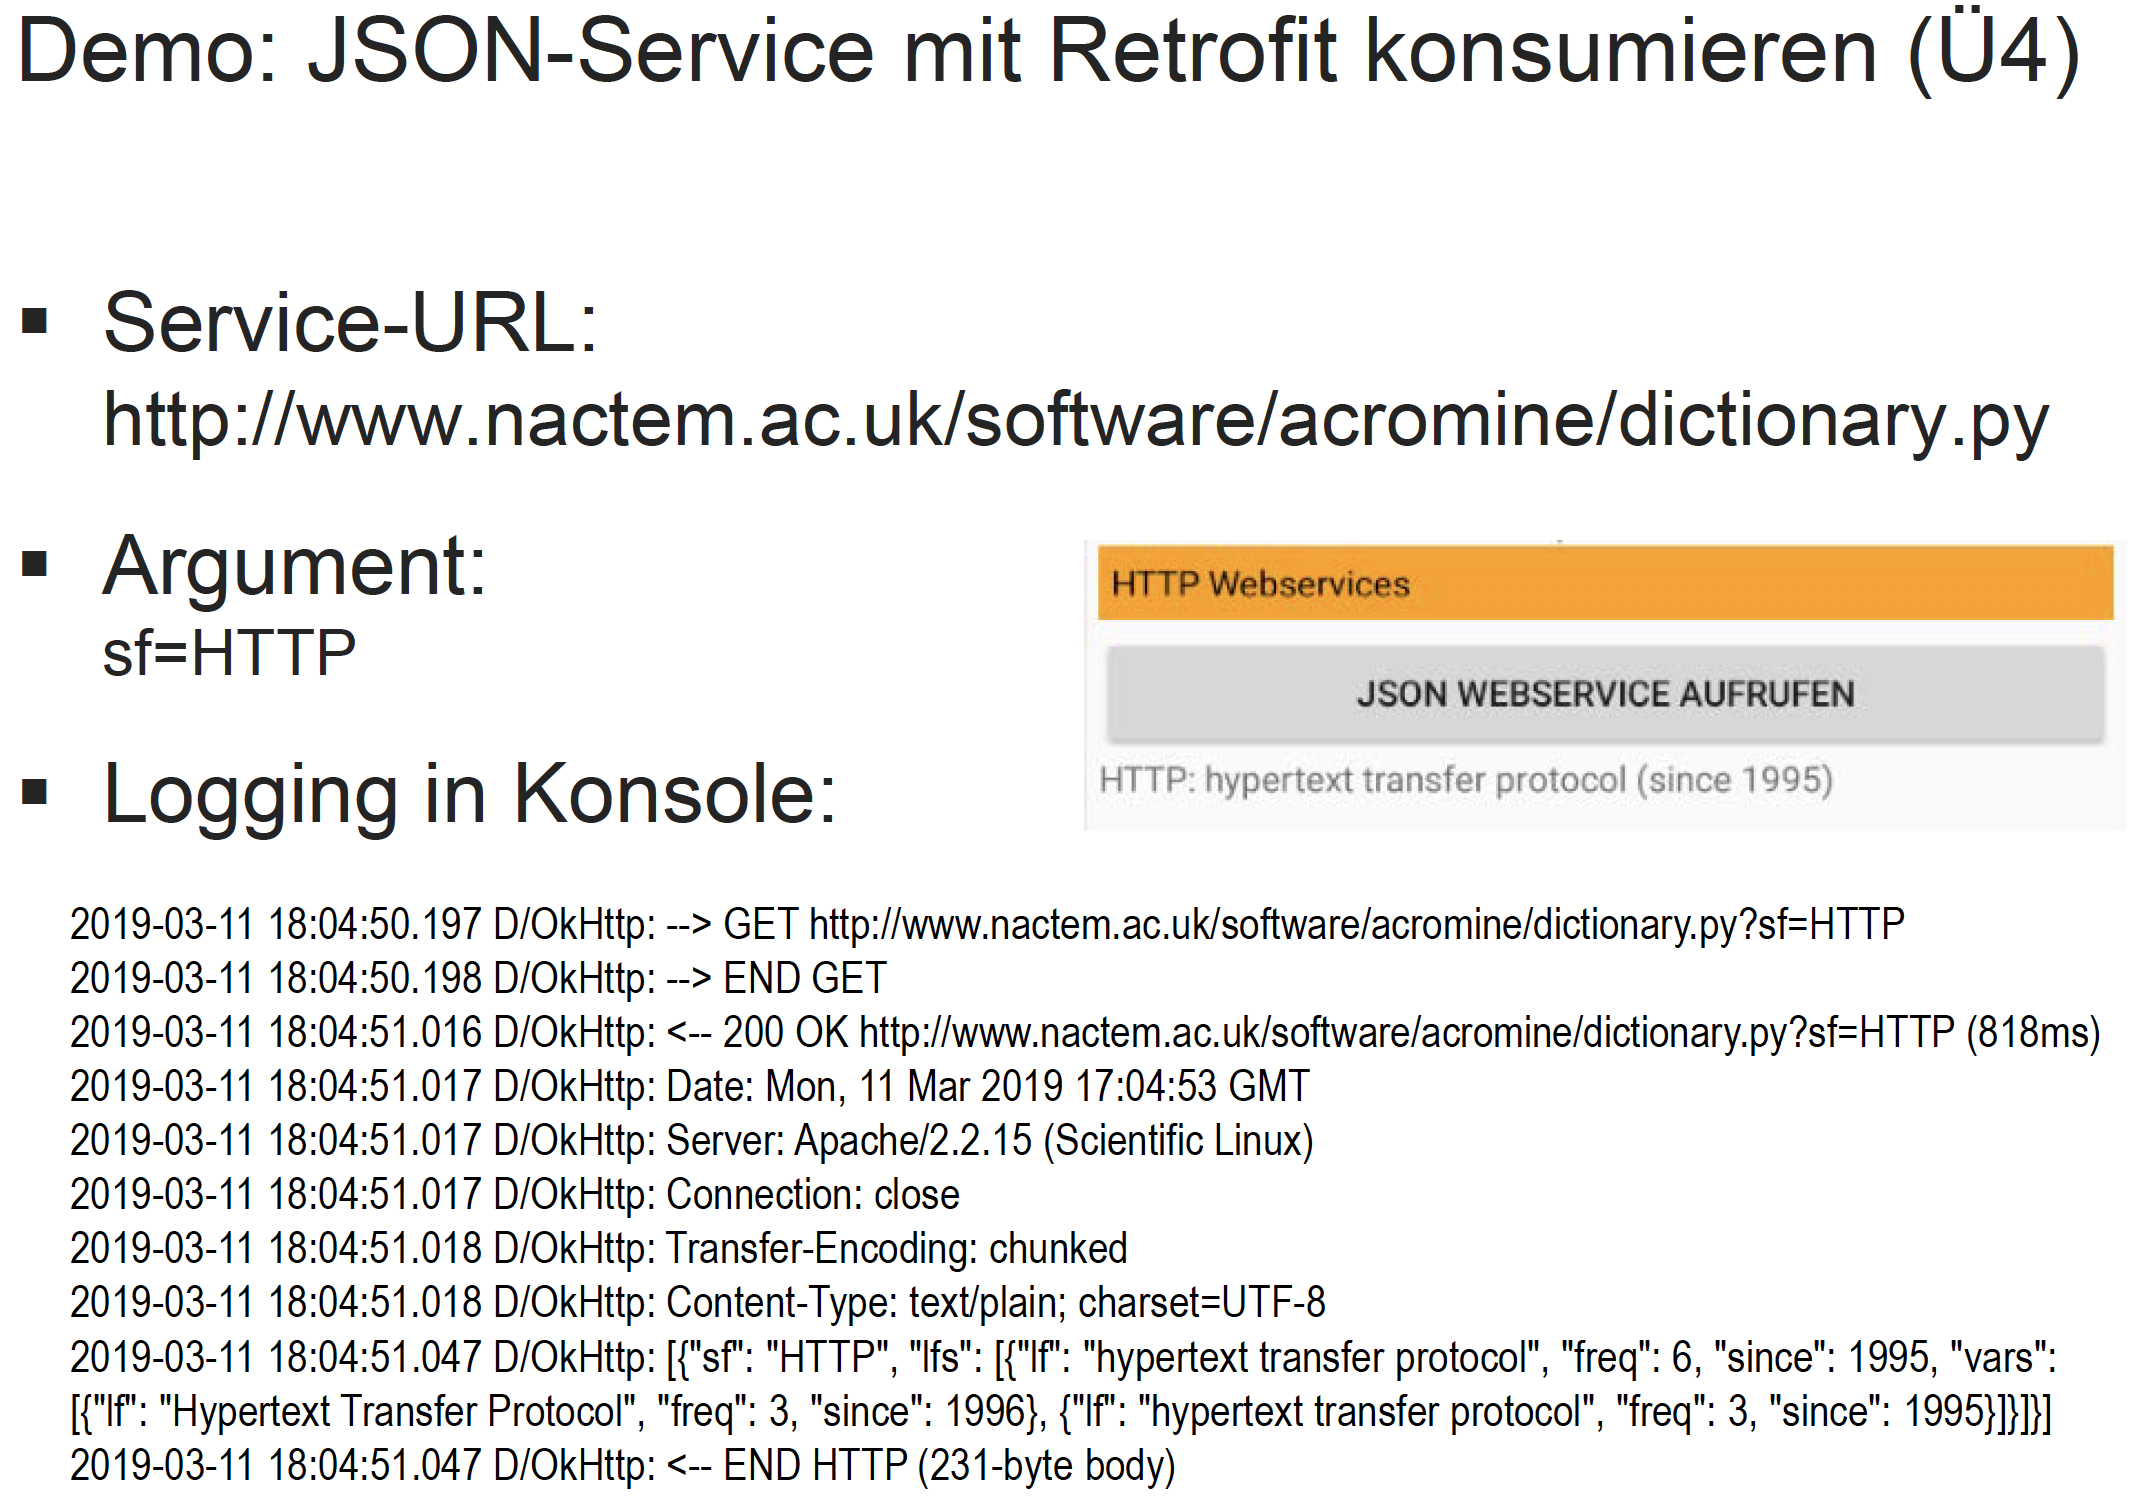 Demo: JSON-Service mit Retrofit konsumieren (Ü4)
▪ Service-URL:
http://www.nactem.ac.uk/software/acromine/dictionary.py
▪ Argument:
sf=HTTP
HTTP Webservices
JSON WEBSERVICE AUFRUFEN
HTTP: hypertext transfer protocol (since 1995)
▪ Logging in Konsole:
2019-03-11 18:04:50.197 D/OkHttp: --> GET http://www.nactem.ac.uk/software/acromine/dictionary.py?sf=HTTP
2019-03-11 18:04:50.198 D/OkHttp: --> END GET
2019-03-11 18:04:51.016 D/OkHttp: <-- 200 OK http://www.nactem.ac.uk/software/acromine/dictionary.py?sf=HTTP (818ms)
2019-03-11 18:04:51.017 D/OkHttp: Date: Mon, 11 Mar 2019 17:04:53 GMT
2019-03-11 18:04:51.017 D/OkHttp: Server: Apache/2.2.15 (Scientific Linux)
2019-03-11 18:04:51.017 D/OkHttp: Connection: close
2019-03-11 18:04:51.018 D/OkHttp: Transfer-Encoding: chunked
2019-03-11 18:04:51.018 D/OkHttp: Content-Type: text/plain; charset=UTF-8
2019-03-11 18:04:51.047 D/OkHttp: [{"sf": "HTTP", "lfs": [{"lf": "hypertext transfer protocol", "freq": 6, "since": 1995, "vars":
[{"lf": "Hypertext Transfer Protocol", "freq": 3, "since": 1996}, {"lf": "hypertext transfer protocol", "freq": 3, "since": 1995}]}]}]
2019-03-11 18:04:51.047 D/OkHttp: <-- END HTTP (231-byte body)